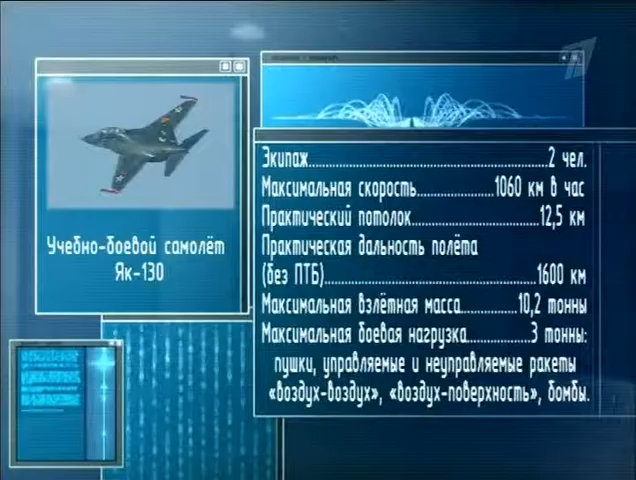 Учебно-боевой самолёт
Як-130
Экипаж..............................................2 чел.
Максимальная скорость..............1060 км в час
Практический потолок.......................12,5 км
Практическая дальность полёта
(без ПТБ)......................................1600 км
Максимальная взлётная масса..........10,2 тонны
Максимальная боевая нагрузка............3 тонны:
пушки, управляемые и неуправляемые ракеты
«воздух-воздух», «воздух-поверхность», бомбы.